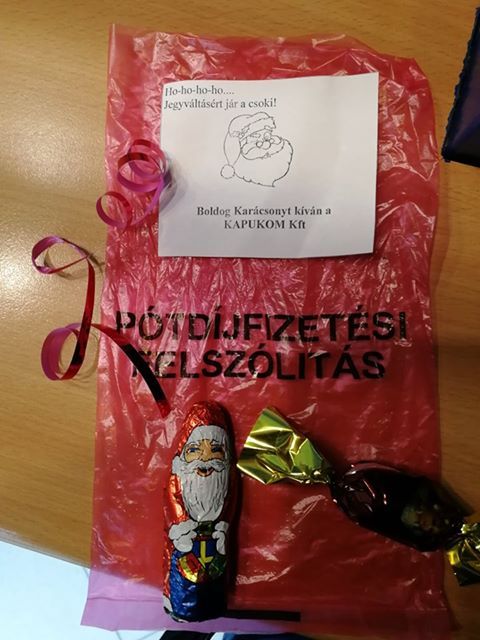 Ho-ho-ho-ho....
Jegyváltásért jár a csoki!
Boldog Karácsonyt kíván a
KAPUKOM Kft
PÓTDÍJFIZETÉSI
FELSZÓLÍTÁS